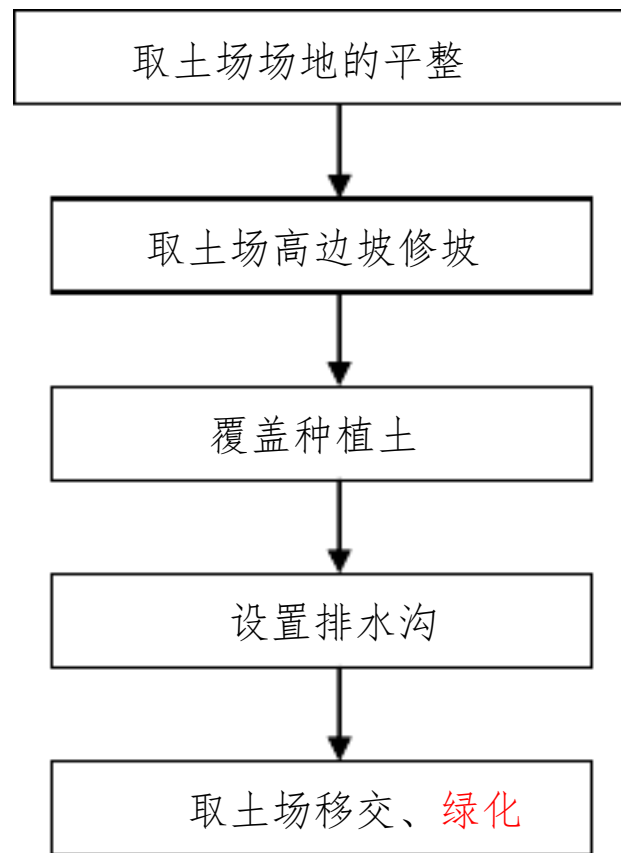 取土场场地的平整
取土场高边坡修坡
覆盖种植土
设置排水沟
取土场移交、绿化